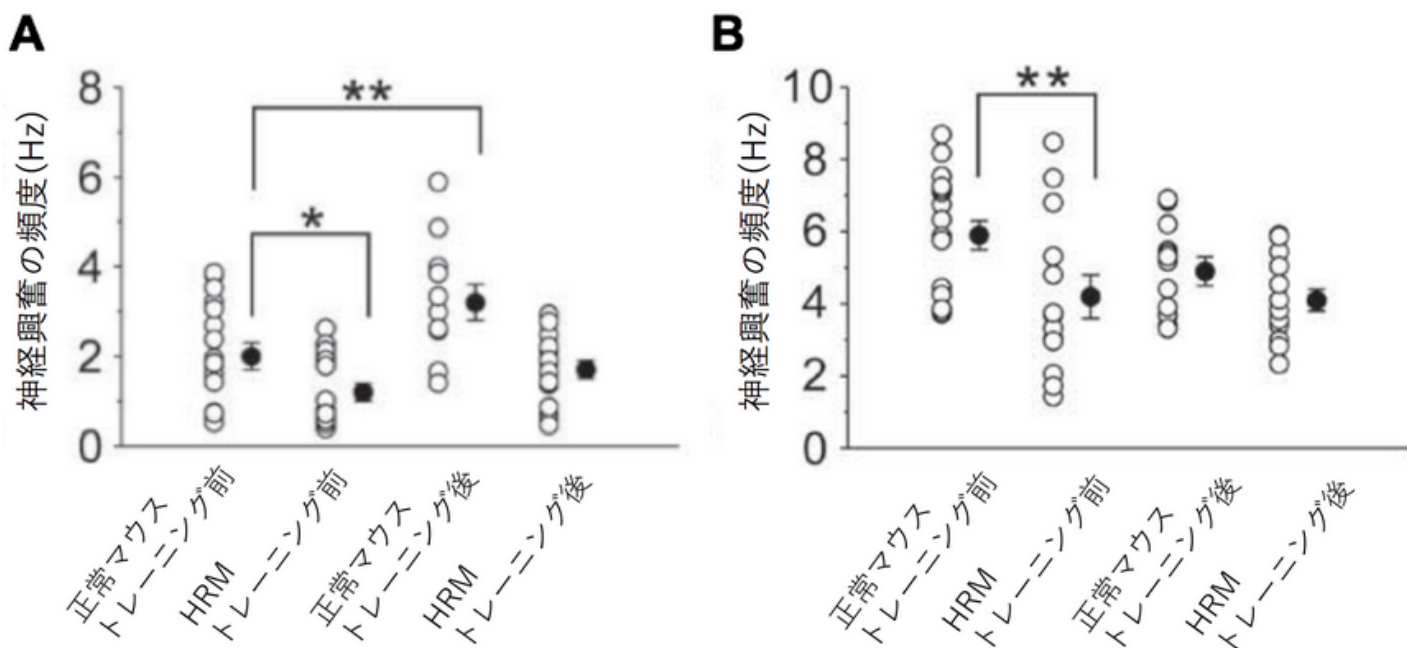 A
神経興奮の頻度(Hz)
8
6
4
2
0
**
*
正常マウス
トレーニング前
HRM
トレーニング前
正常マウス
トレーニング後
HRM
トレーニング後
B
神経興奮の頻度(Hz)
10
8
6
4
2
0
**
正常マウス
トレーニング前
HRM
トレーニング前
正常マウス
トレーニング後
HRM
トレーニング後